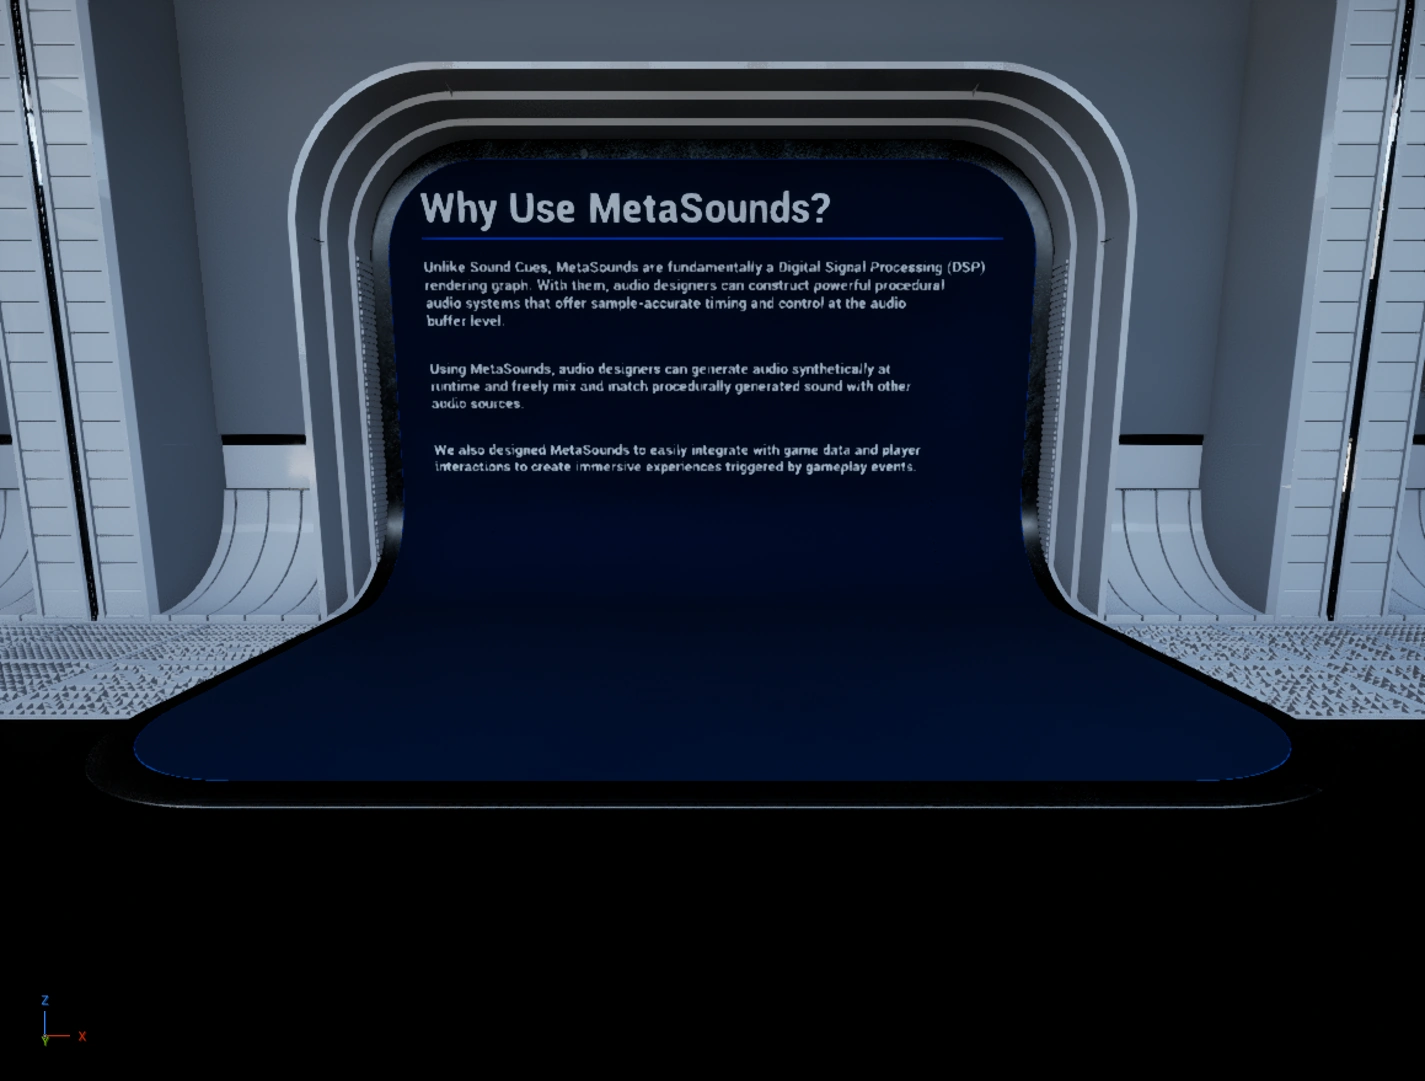 Why Use MetaSounds?
Unlike Sound Cues, MetaSounds are fundamentally a Digital Signal Processing (DSP)
rendering graph. With them, audio designers can construct powerful procedural
audio systems that offer sample-accurate timing and control at the audio
buffer level.
Using MetaSounds, audio designers can generate audio synthetically at
runtime and freely mix and match procedurally generated sound with other
audio sources.
We also designed MetaSounds to easily integrate with game data and player
interactions to create immersive experiences triggered by gameplay events.
Z
X
Y